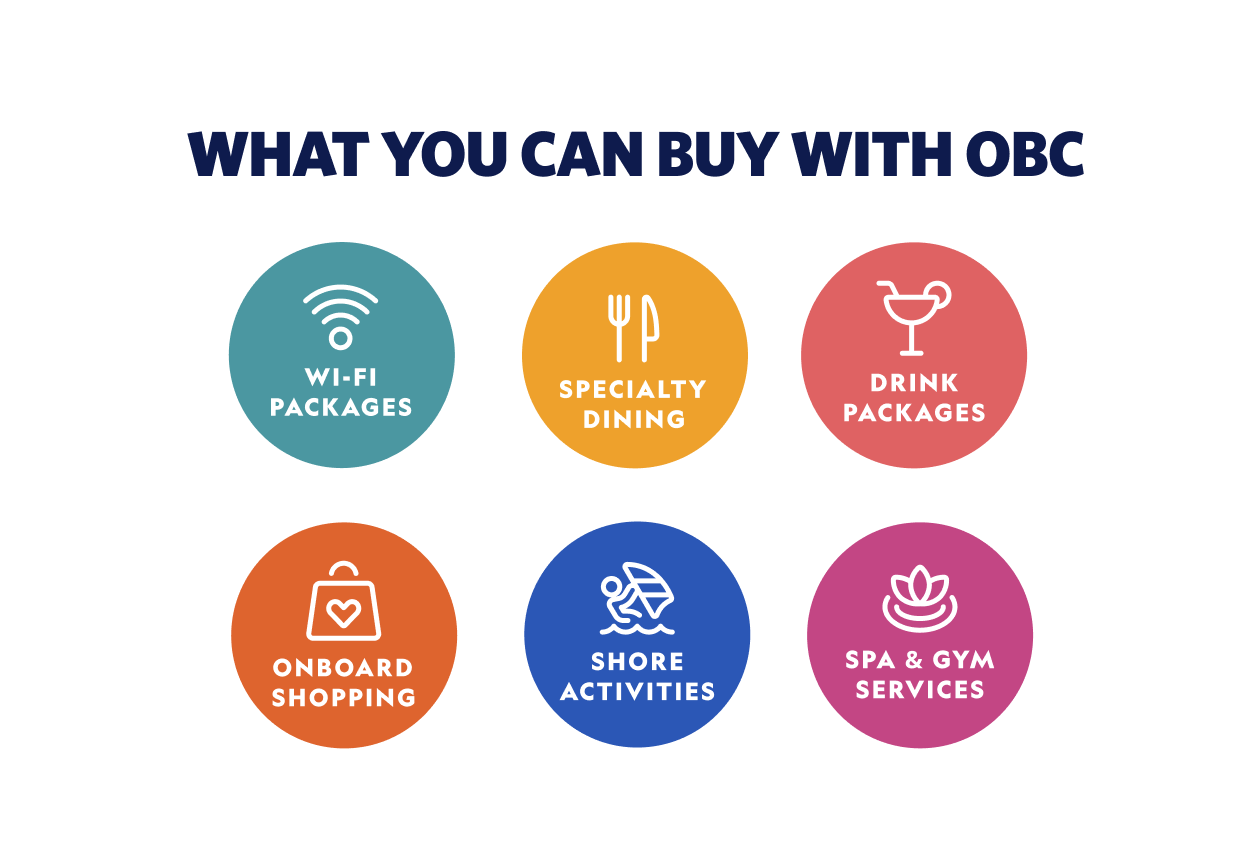 WHAT YOU CAN BUY WITH OBC
WI-FI
PACKAGES
SPECIALTY
DINING
DRINK
PACKAGES
ONBOARD
SHOPPING
SHORE
ACTIVITIES
SPA & GYM
SERVICES